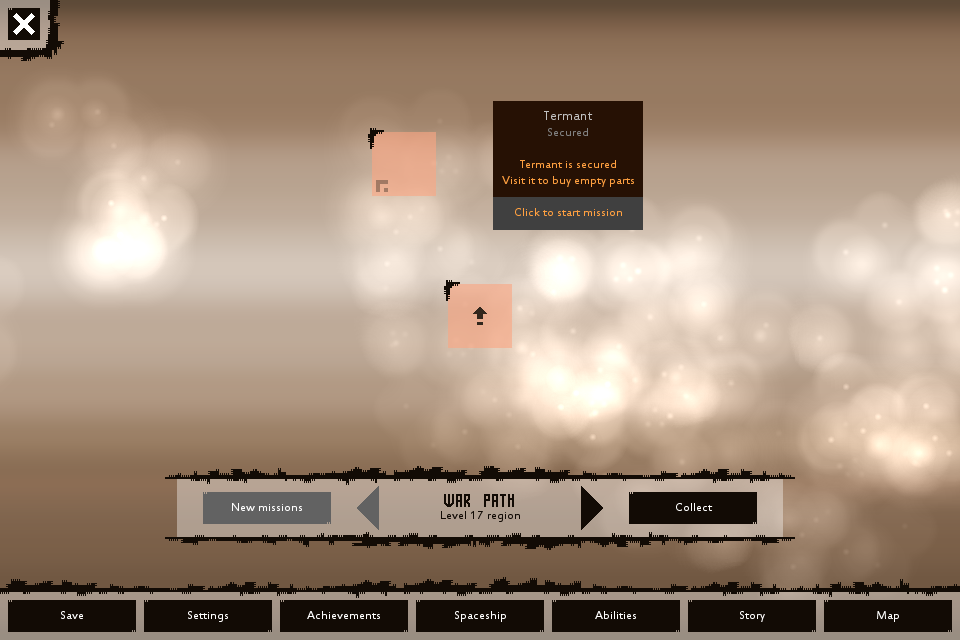 Termant
Secured
Termant is secured
Visit it to buy empty parts
Click to start mission
New missions
WAR PATH
Level 17 region
Collect
Save
Settings
Achievements
Spaceship
Abilities
Story
Map